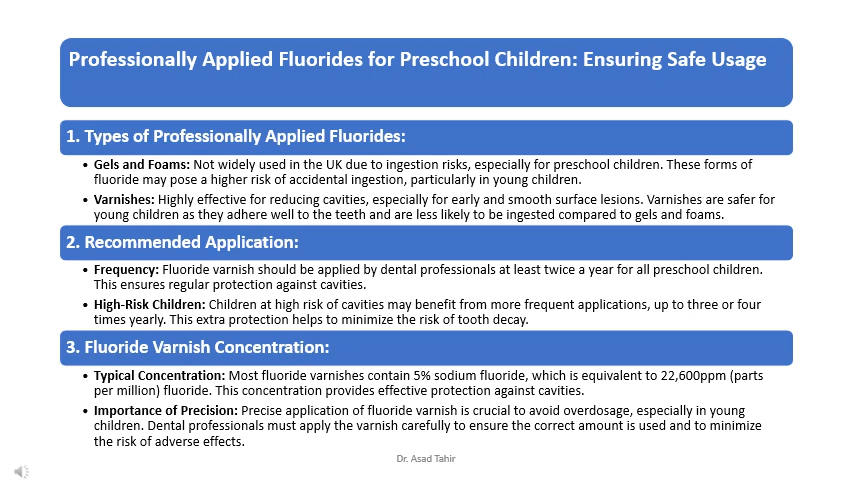 Professionally Applied Fluorides for Preschool Children: Ensuring Safe Usage
1. Types of Professionally Applied Fluorides:
• Gels and Foams: Not widely used in the UK due to ingestion risks, especially for preschool children. These forms of
fluoride may pose a higher risk of accidental ingestion, particularly in young children.
• Varnishes: Highly effective for reducing cavities, especially for early and smooth surface lesions. Varnishes are safer for
young children as they adhere well to the teeth and are less likely to be ingested compared to gels and foams.
2. Recommended Application:
• Frequency: Fluoride varnish should be applied by dental professionals at least twice a year for all preschool children.
This ensures regular protection against cavities.
• High-Risk Children: Children at high risk of cavities may benefit from more frequent applications, up to three or four
times yearly. This extra protection helps to minimize the risk of tooth decay.
3. Fluoride Varnish Concentration:
• Typical Concentration: Most fluoride varnishes contain 5% sodium fluoride, which is equivalent to 22,600ppm (parts
per million) fluoride. This concentration provides effective protection against cavities.
• Importance of Precision: Precise application of fluoride varnish is crucial to avoid overdosage, especially in young
children. Dental professionals must apply the varnish carefully to ensure the correct amount is used and to minimize
the risk of adverse effects.
Dr. Asad Tahir